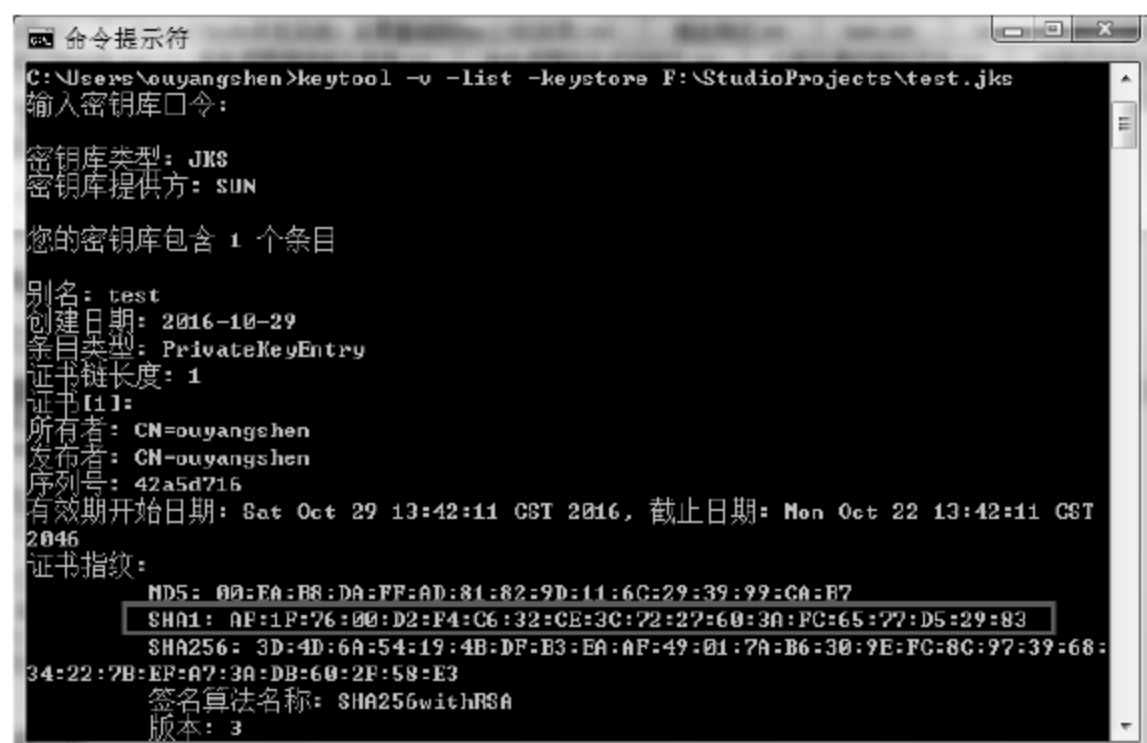 命令提示符
C:\Users\ouyangshen>keytool -v -list -keystore F:\StudioProjects\test.jks
输入密钥库口令:
密钥库类型: JKS
密钥库提供方: SUN
您的密钥库包含 1 个条目
别名: test
创建日期: 2016-10-29
条目类型: PrivateKeyEntry
证书链长度: 1
证书[1]:
所有者: CN=ouyangshen
发布者: CN=ouyangshen
序列号: 42a5d716
有效期开始日期: Sat Oct 29 13:42:11 CST 2016, 截止日期: Mon Oct 22 13:42:11 CST
2046
证书指纹:
MD5: 00:EA:B8:DA:FF:AD:81:82:9D:11:6C:29:39:99:CA:B7
SHA1: AF:1F:76:00:D2:F4:C6:32:CE:3C:72:27:60:3A:FC:65:77:D5:29:83
SHA256: 3D:4D:6A:54:19:4B:DF:B3:EA:AF:49:01:7A:B6:30:9E:FC:8C:97:39:68:
34:22:7B:EF:A7:3A:DB:60:2F:58:E3
签名算法名称: SHA256withRSA
版本: 3